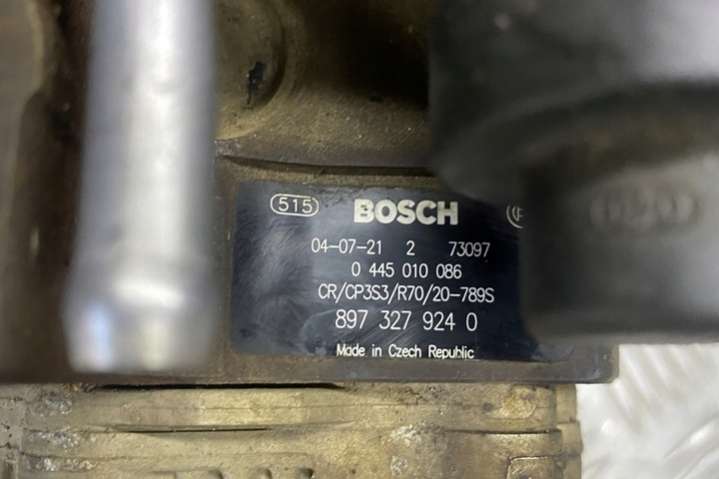 515 BOSCH
04-07-21 2 73097
0 445 010 086
CR/CP3S3/R70/20-789S
897 327 924 0
Made in Czech Republic